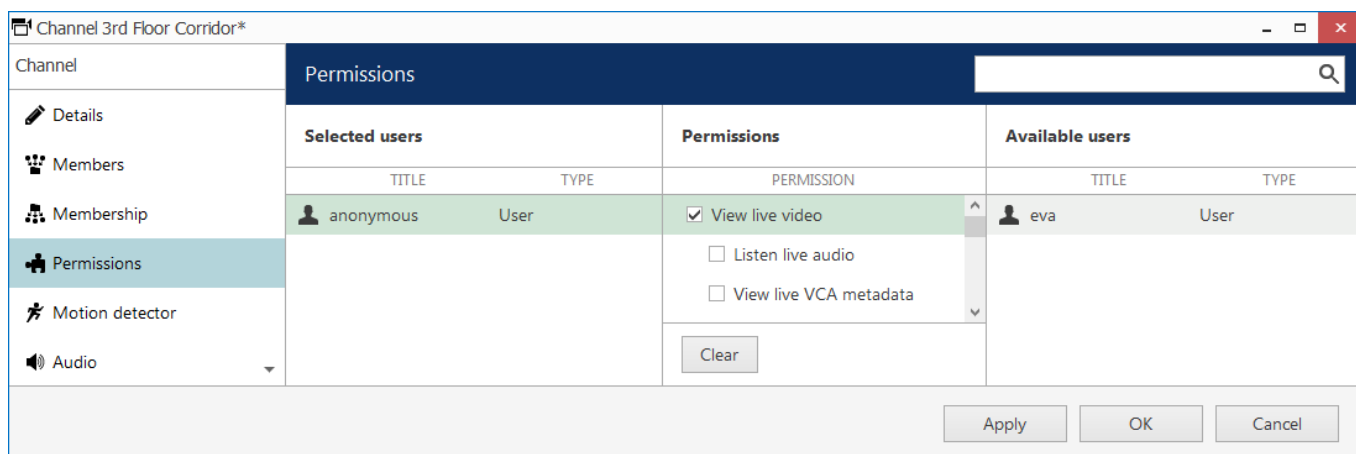 Channel 3rd Floor Corridor*
Channel
Permissions
Details
Members
Membership
Permissions
Motion detector
Audio
Selected users
Permissions
Available users
TITLE TYPE
PERMISSION
TITLE TYPE
anonymous User
View live video
Listen live audio
View live VCA metadata
eva User
Clear
Apply
OK
Cancel